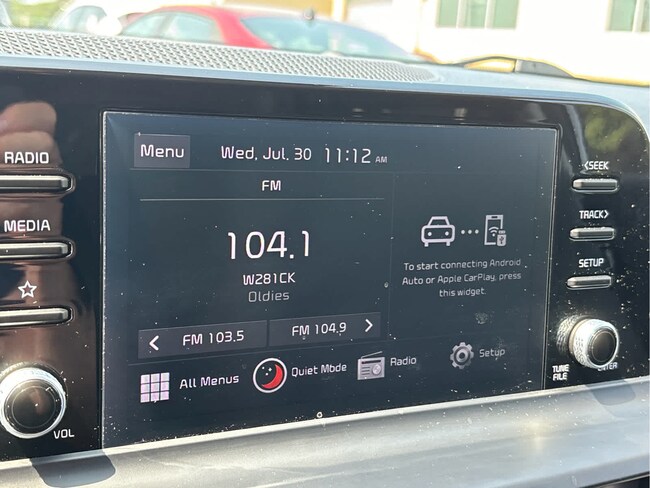 RADIO
MEDIA
VOL
Menu Wed, Jul. 30 11:12 AM
FM
104.1
W281CK
Oldies
< FM 103.5 FM 104.9 >
To start connecting Android
Auto or Apple CarPlay, press
this widget.
All Menus Quiet Mode Radio Setup
<SEEK
TRACK>
SETUP
TUNE
FILE
ENTER